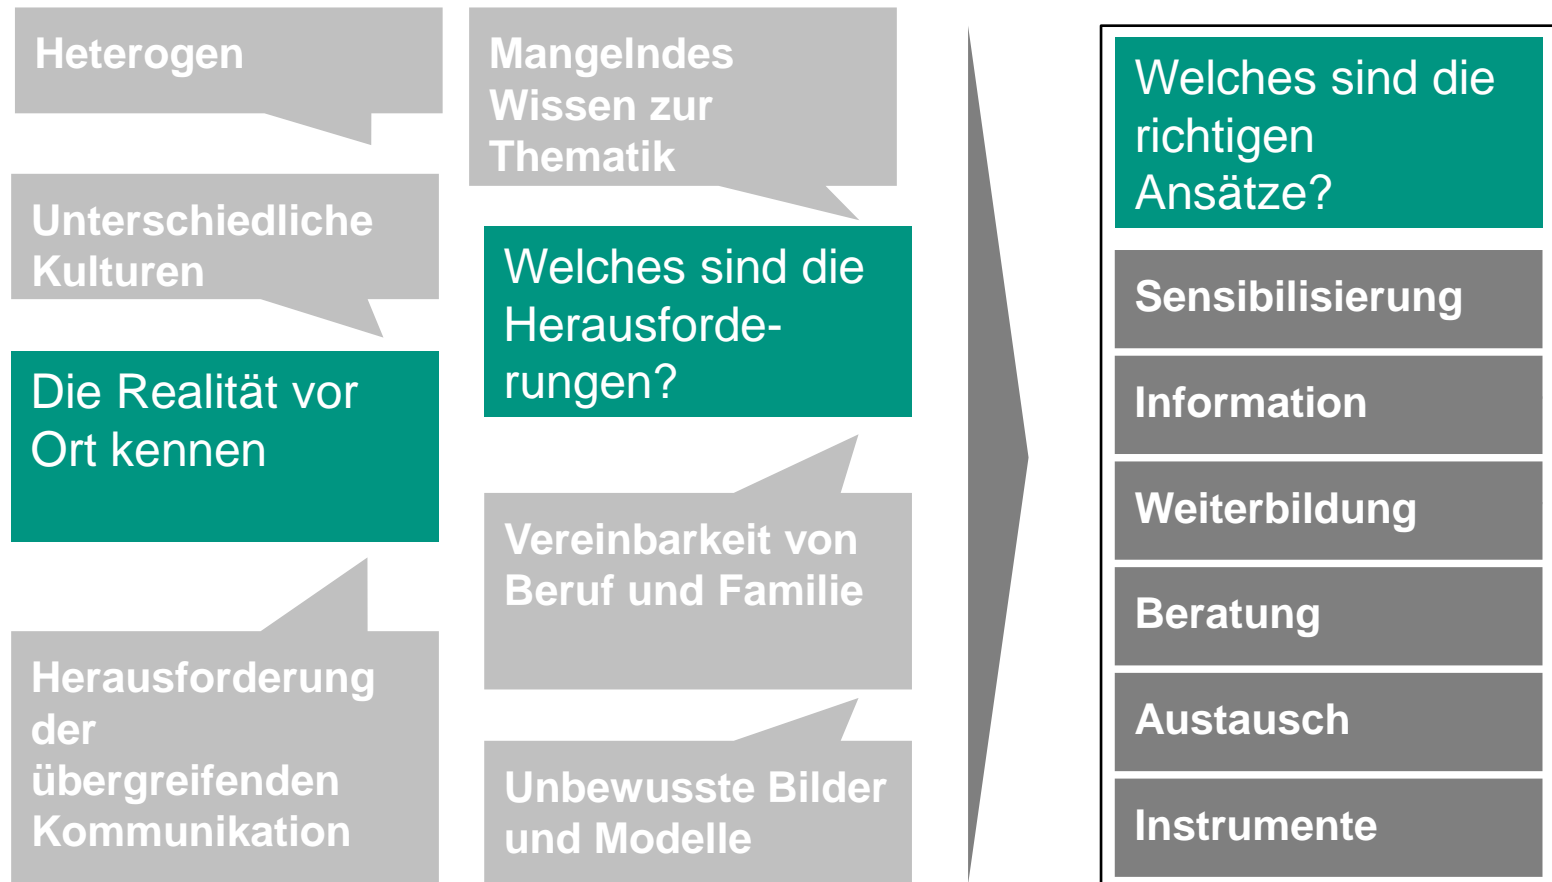 Heterogen
Unterschiedliche
Kulturen
Die Realität vor
Ort kennen
Herausforderung
der
übergreifenden
Kommunikation
Mangelndes
Wissen zur
Thematik
Welches sind die
Herausforde-
rungen?
Vereinbarkeit von
Beruf und Familie
Unbewusste Bilder
und Modelle
Welches sind die
richtigen
Ansätze?
Sensibilisierung
Information
Weiterbildung
Beratung
Austausch
Instrumente